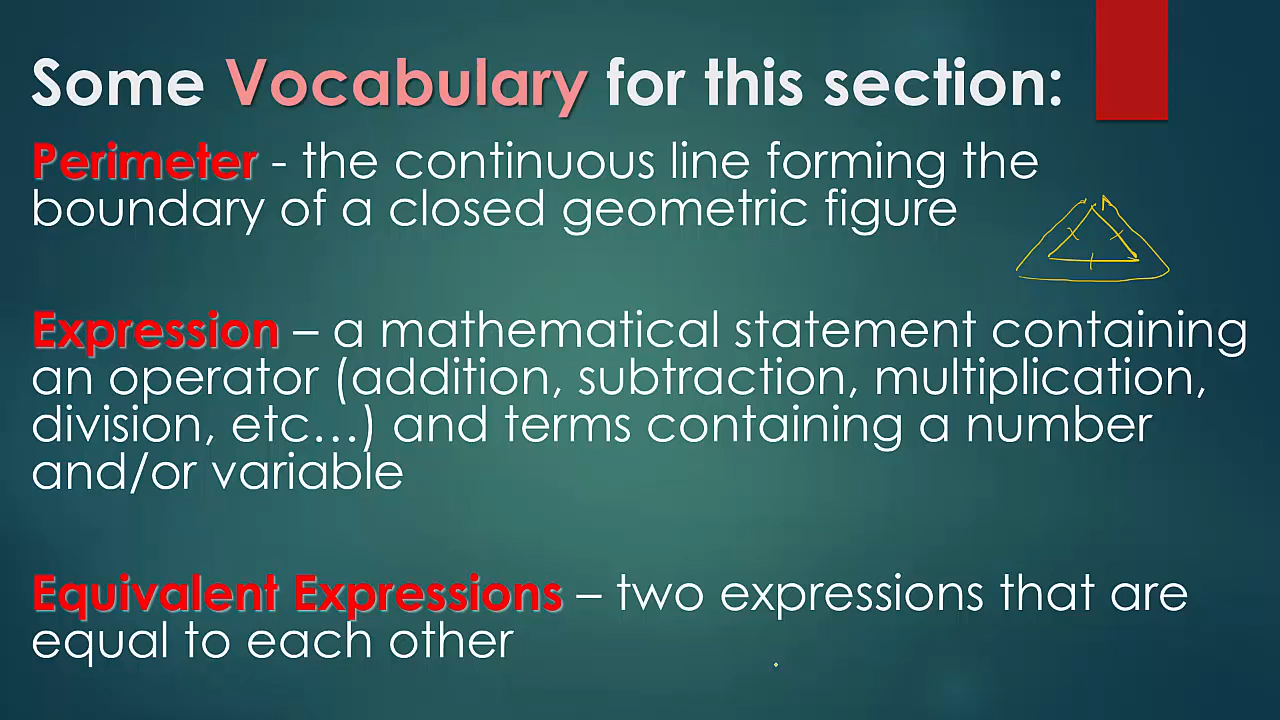 Some Vocabulary for this section:
Perimeter - the continuous line forming the
boundary of a closed geometric figure
Expression – a mathematical statement containing
an operator (addition, subtraction, multiplication,
division, etc…) and terms containing a number
and/or variable
Equivalent Expressions – two expressions that are
equal to each other